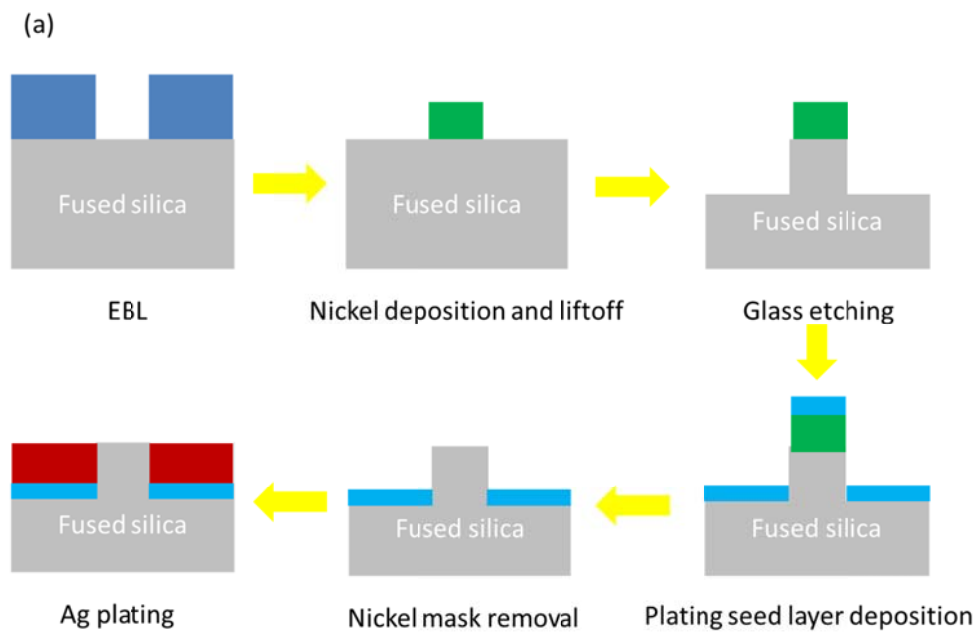 (a)
Fused silica
Fused silica
Fused silica
EBL
Nickel deposition and liftoff
Glass etching
Fused silica
Fused silica
Fused silica
Ag plating
Nickel mask removal
Plating seed layer deposition